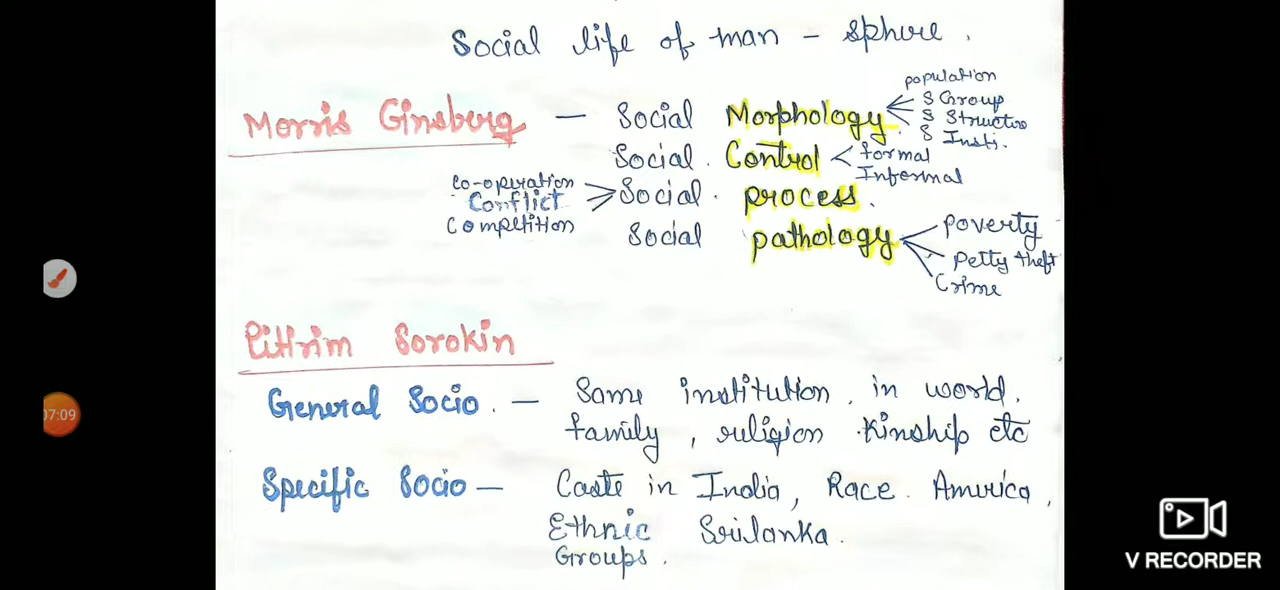 Social life of man - sphere.
population
Morris Ginsberg - Social Morphology
S Group
S Structure
S Insti.
Social Control
formal
Informal
Co-operation
Conflict
Competition
Social process.
Social pathology
poverty
Petty theft
Crime
Pittrim Sorokin
General Socio. - Same institution in world.
family, religion Kinship etc
07:09
Specific Socio - Caste in India, Race America,
Ethnic Srilanka.
Groups.
V RECORDER